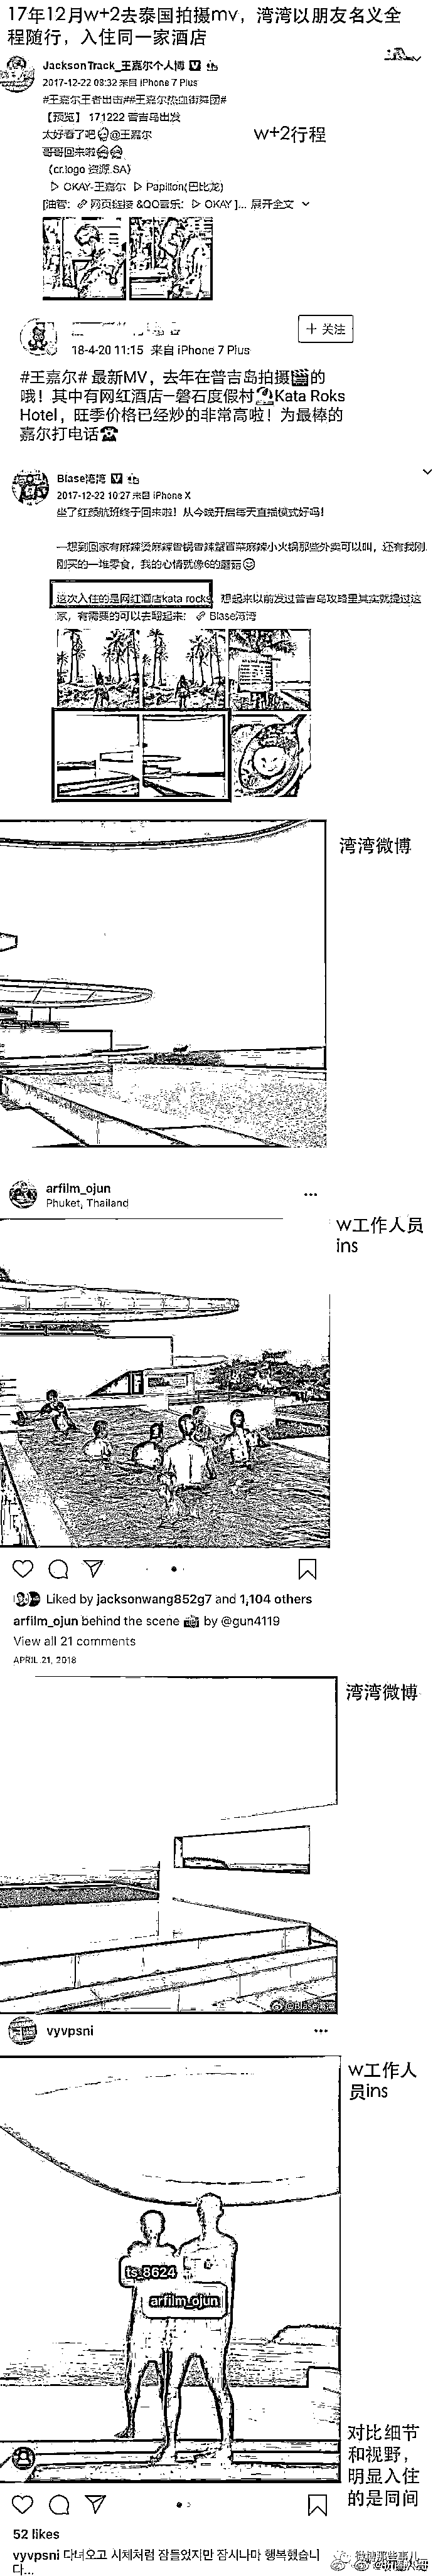 17年12月w+2去泰国拍摄mv，湾湾以朋友名义全
程随行，入住同一家酒店
JacksonTrack_王嘉尔个人博
2017-12-22 08:32 来自 iPhone 7 Plus
#王嘉尔王者出击##王嘉尔热血街舞团#
【预览】 171222 普吉岛出发
太好看了吧 @王嘉尔
哥哥回来啦
（cr.logo 资源.SA）
▷ OKAY-王嘉尔 ▷ Papillon(巴比龙)
[油管: 网页链接 &QQ音乐: ▷ OKAY ]... 展开全文
w+2行程
+ 关注
18-4-20 11:15 来自 iPhone 7 Plus
#王嘉尔# 最新MV，去年在普吉岛拍摄的
哦！其中有网红酒店—磐石度假村Kata Roks
Hotel，旺季价格已经炒的非常高啦！为最棒的
嘉尔打电话
Blase湾湾
2017-12-22 10:27 来自 iPhone X
坐了红颜航班终于回来啦！从今晚开启每天直播模式好吗！
一想到回家有麻辣烫麻辣香锅香辣蟹冒菜麻辣小火锅那些外卖可以叫，还有我刚
刚买的一堆零食，我的心情就像6的蘑菇
这次入住的是网红酒店kata rocks，想起来以前发过普吉岛攻略里其实就提过这
家，有需要的可以去翻起来: Blase湾湾
湾湾微博
arfilm_ojun
Phuket, Thailand
w工作人员
ins
Liked by jacksonwang852g7 and 1,104 others
arfilm_ojun behind the scene by @gun4119
View all 21 comments
APRIL 21, 2018
湾湾微博
vyvpsni
w工作人
员ins
ts.8624
arfilm_ojun
对比细节
和视野，
明显入住
的是同间
52 likes
vyvpsni 다녀오고 시체처럼 잠들었지만 잠시나마 행복했습니
다...